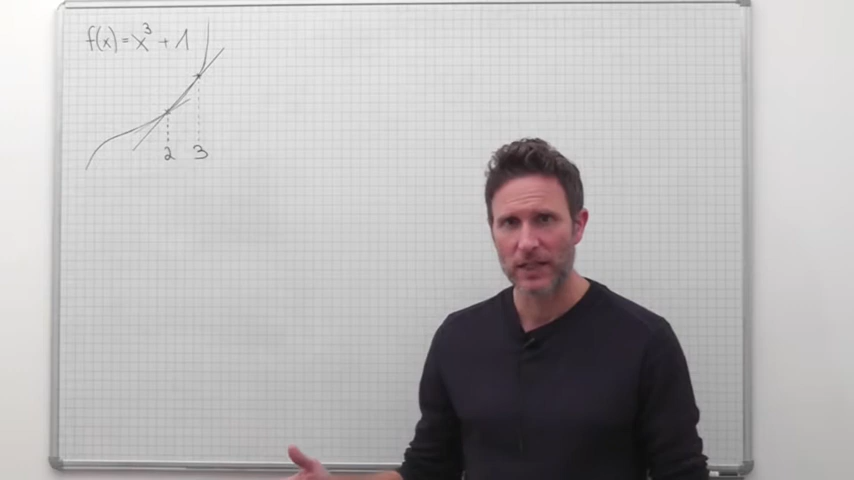 f(x) = x³ + 1
2 3